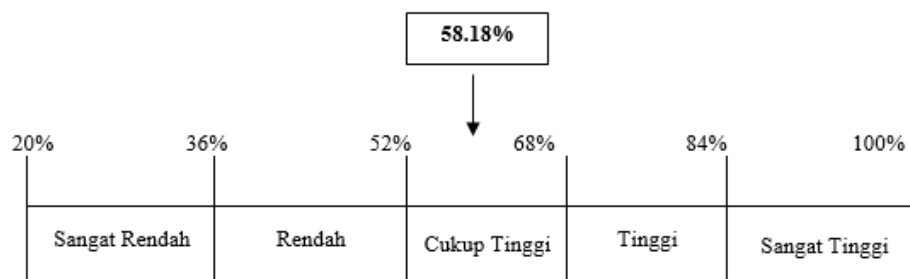 58.18%
20% 36% 52% 68% 84% 100%
Sangat Rendah Rendah Cukup Tinggi Tinggi Sangat Tinggi